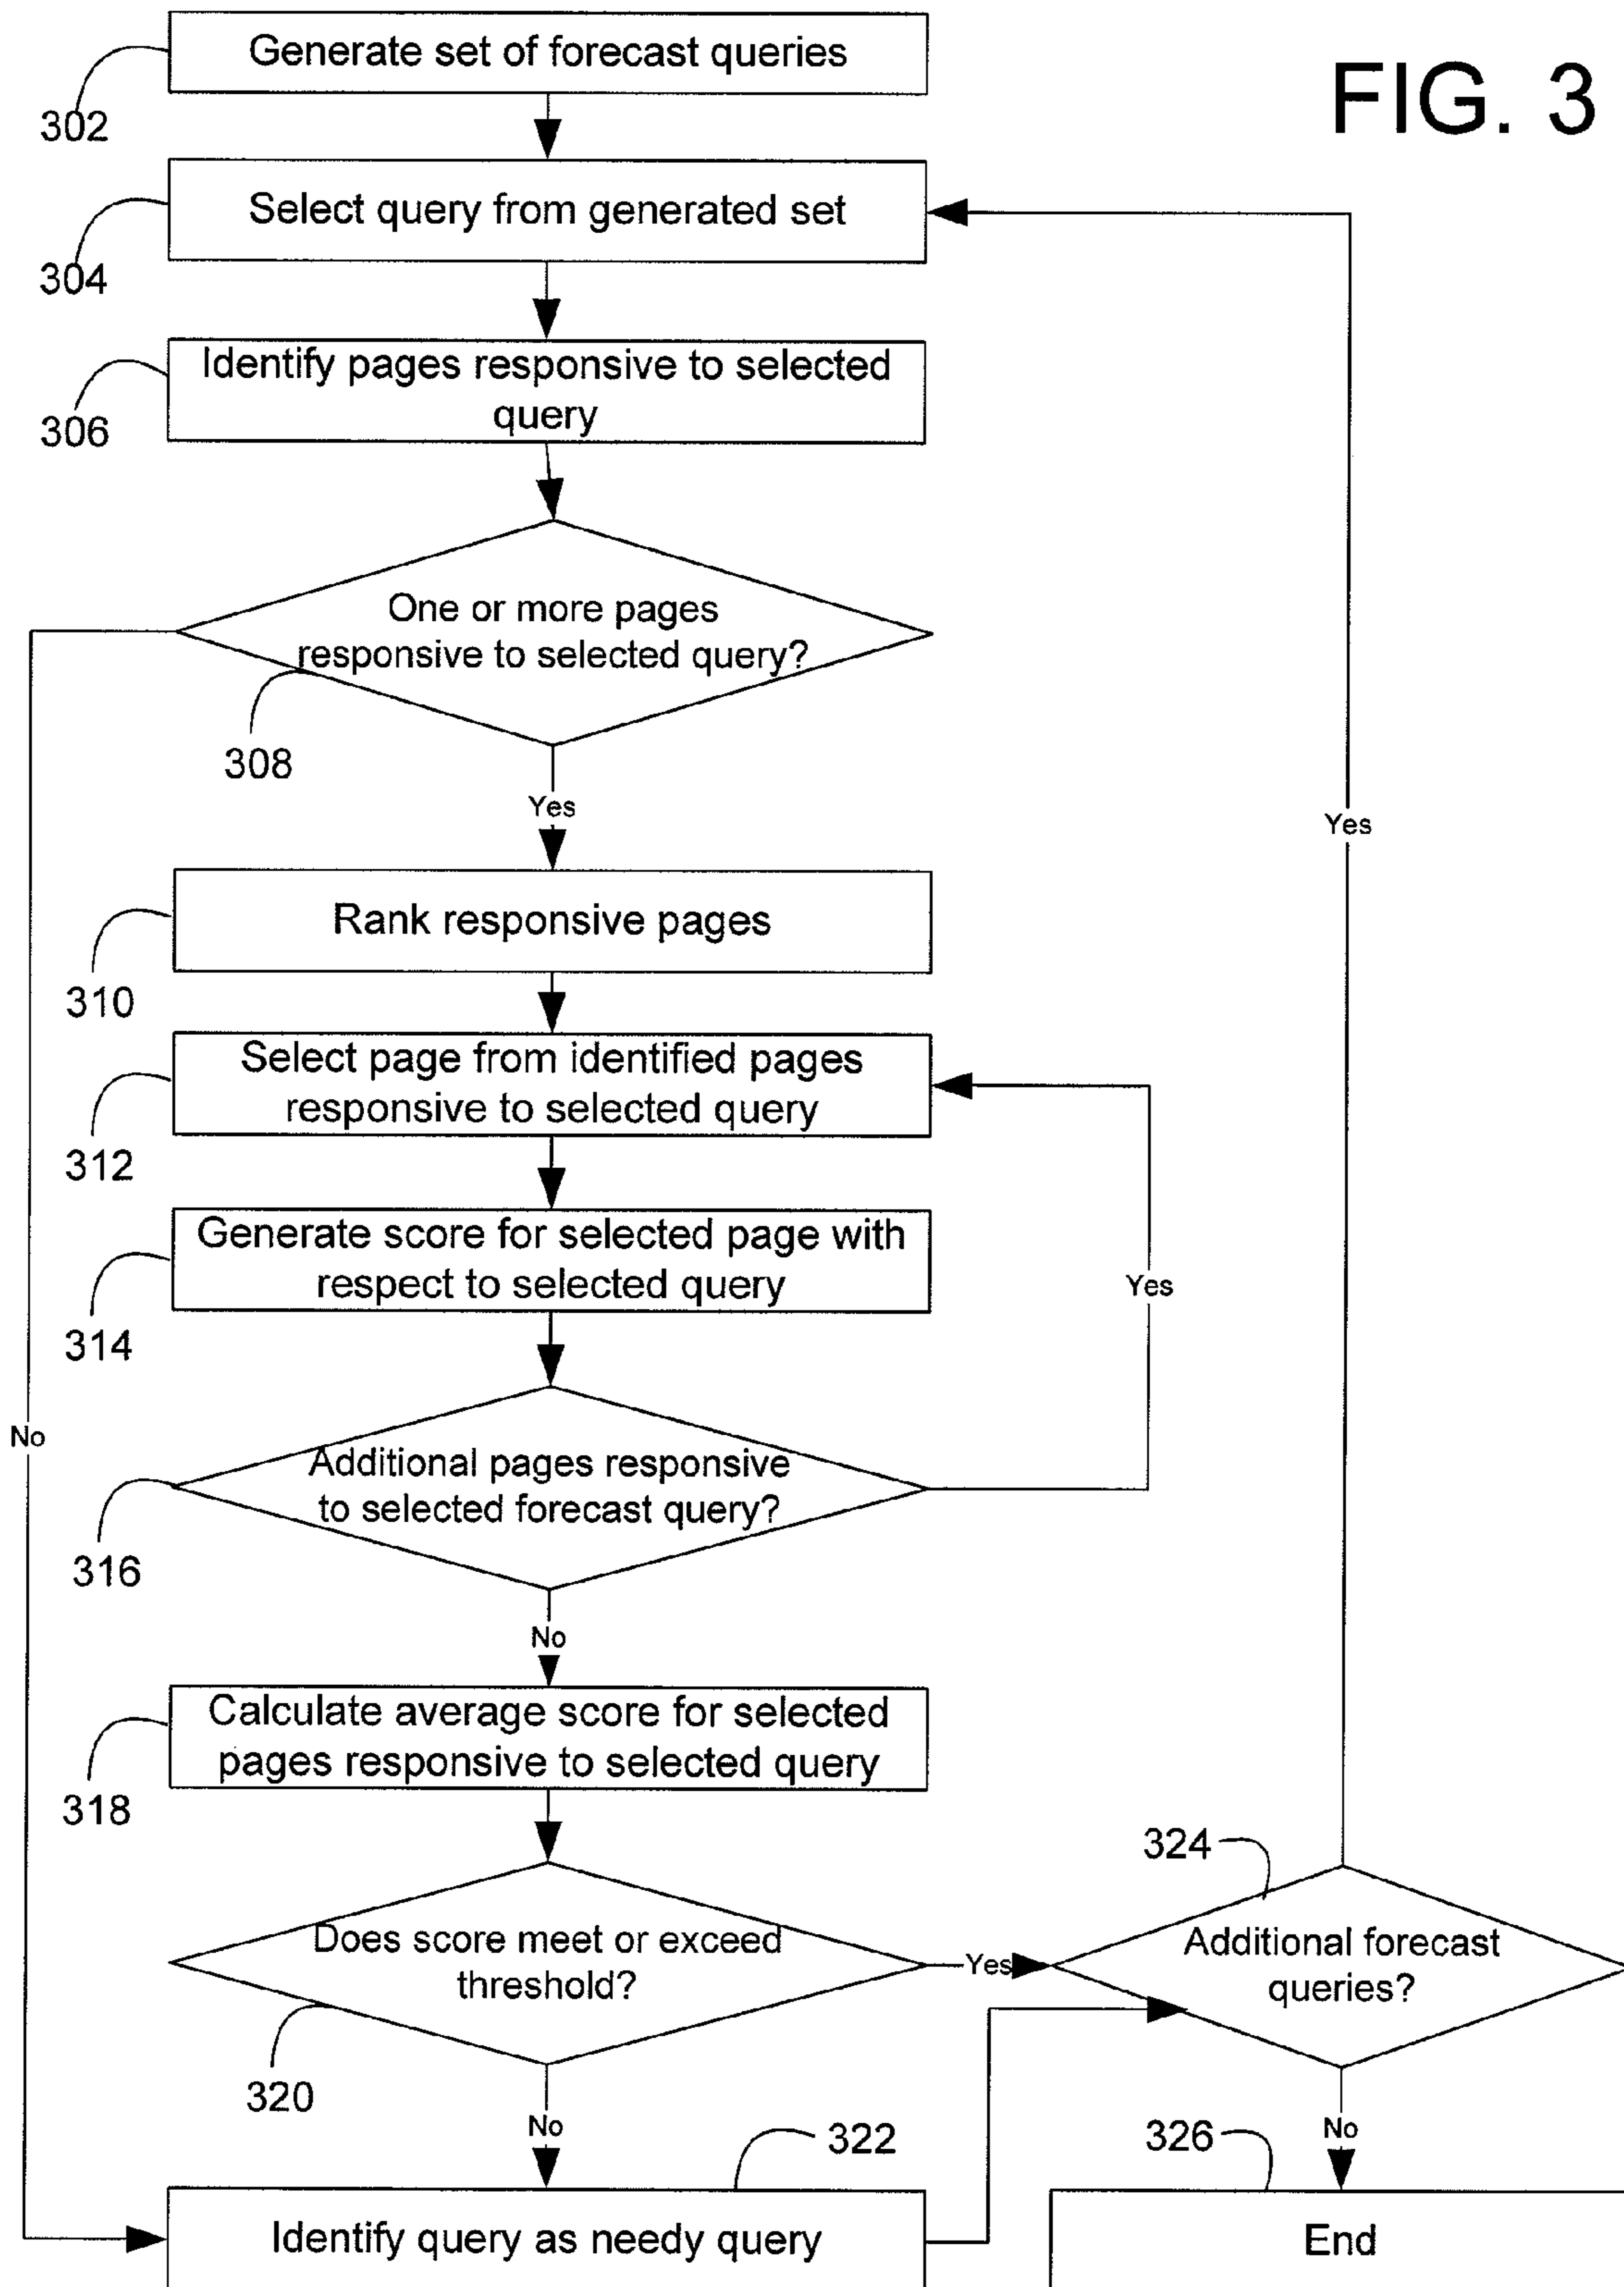 FIG. 3
Generate set of forecast queries
302
Select query from generated set
304
Identify pages responsive to selected
query
306
One or more pages
responsive to selected query?
308
Yes
Yes
Rank responsive pages
310
Select page from identified pages
responsive to selected query
312
Generate score for selected page with
respect to selected query
314
Yes
No
Additional pages responsive
to selected forecast query?
316
No
Calculate average score for selected
pages responsive to selected query
318
324
Does score meet or exceed
threshold?
Yes
Additional forecast
queries?
320
No
322
No
326
Identify query as needy query
End